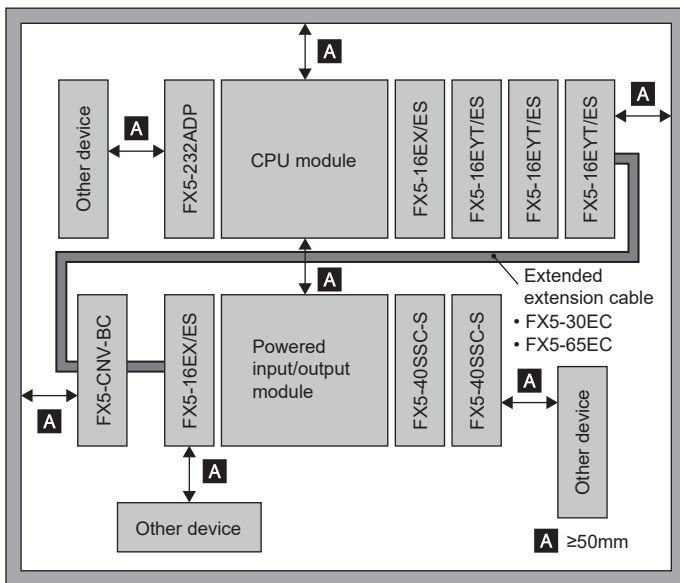 A
Other device
A
FX5-232ADP
CPU module
FX5-16EX/ES
FX5-16EYT/ES
FX5-16EYT/ES
FX5-16EYT/ES
A
A
Extended
extension cable
• FX5-30EC
• FX5-65EC
A
FX5-CNV-BC
FX5-16EX/ES
Powered
input/output
module
FX5-40SSC-S
FX5-40SSC-S
A
Other device
A
Other device
A ≥50mm